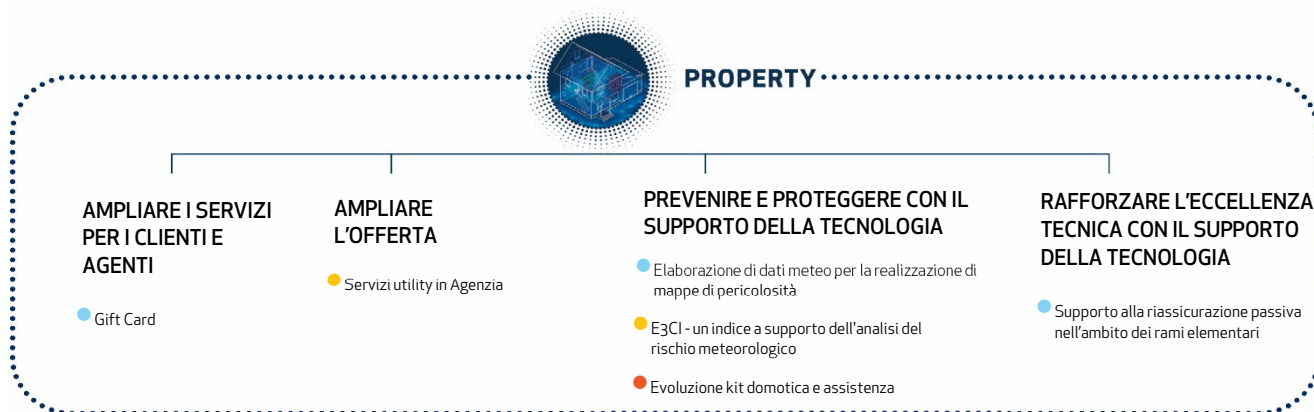 PROPERTY
AMPLIARE I SERVIZI
PER I CLIENTI E
AGENTI
Gift Card
AMPLIARE
L'OFFERTA
Servizi utility in Agenzia
PREVENIRE E PROTEGGERE CON IL
SUPPORTO DELLA TECNOLOGIA
Elaborazione di dati meteo per la realizzazione di
mappe di pericolosità
E3CI - un indice a supporto dell'analisi del
rischio meteorologico
Evoluzione kit domotica e assistenza
RAFFORZARE L'ECCELLENZA
TECNICA CON IL SUPPORTO
DELLA TECNOLOGIA
Supporto alla riassicurazione passiva
nell'ambito dei rami elementari